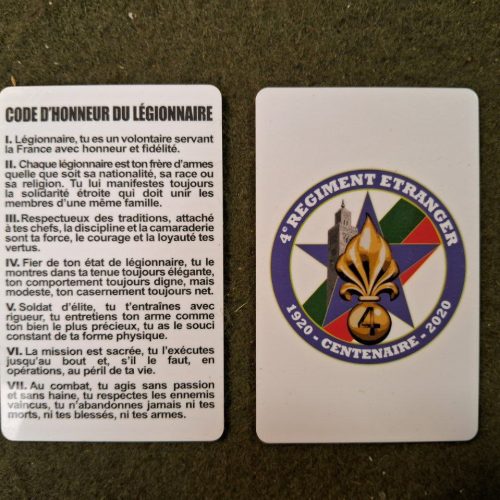 CODE D'HONNEUR DU LÉGIONNAIRE
I. Légionnaire, tu es un volontaire servant
la France avec honneur et fidélité.
II. Chaque légionnaire est ton frère d'armes
quelle que soit sa nationalité, sa race ou
sa religion. Tu lui manifestes toujours
la solidarité étroite qui doit unir les
membres d'une même famille.
III. Respectueux des traditions, attaché
à tes chefs, la discipline et la camaraderie
sont ta force, le courage et la loyauté tes
vertus.
IV. Fier de ton état de légionnaire, tu le
montres dans ta tenue toujours élégante,
ton comportement toujours digne, mais
modeste, ton casernement toujours net.
V. Soldat d'élite, tu t'entraînes avec
rigueur, tu entretiens ton arme comme
ton bien le plus précieux, tu as le souci
constant de ta forme physique.
VI. La mission est sacrée, tu l'exécutes
jusqu'au bout et, s'il le faut, en
opérations, au péril de ta vie.
VII. Au combat, tu agis sans passion
et sans haine, tu respectes les ennemis
vaincus, tu n'abandonnes jamais ni tes
morts, ni tes blessés, ni tes armes.
4e REGIMENT ETRANGER
4
1920 - CENTENAIRE - 2020